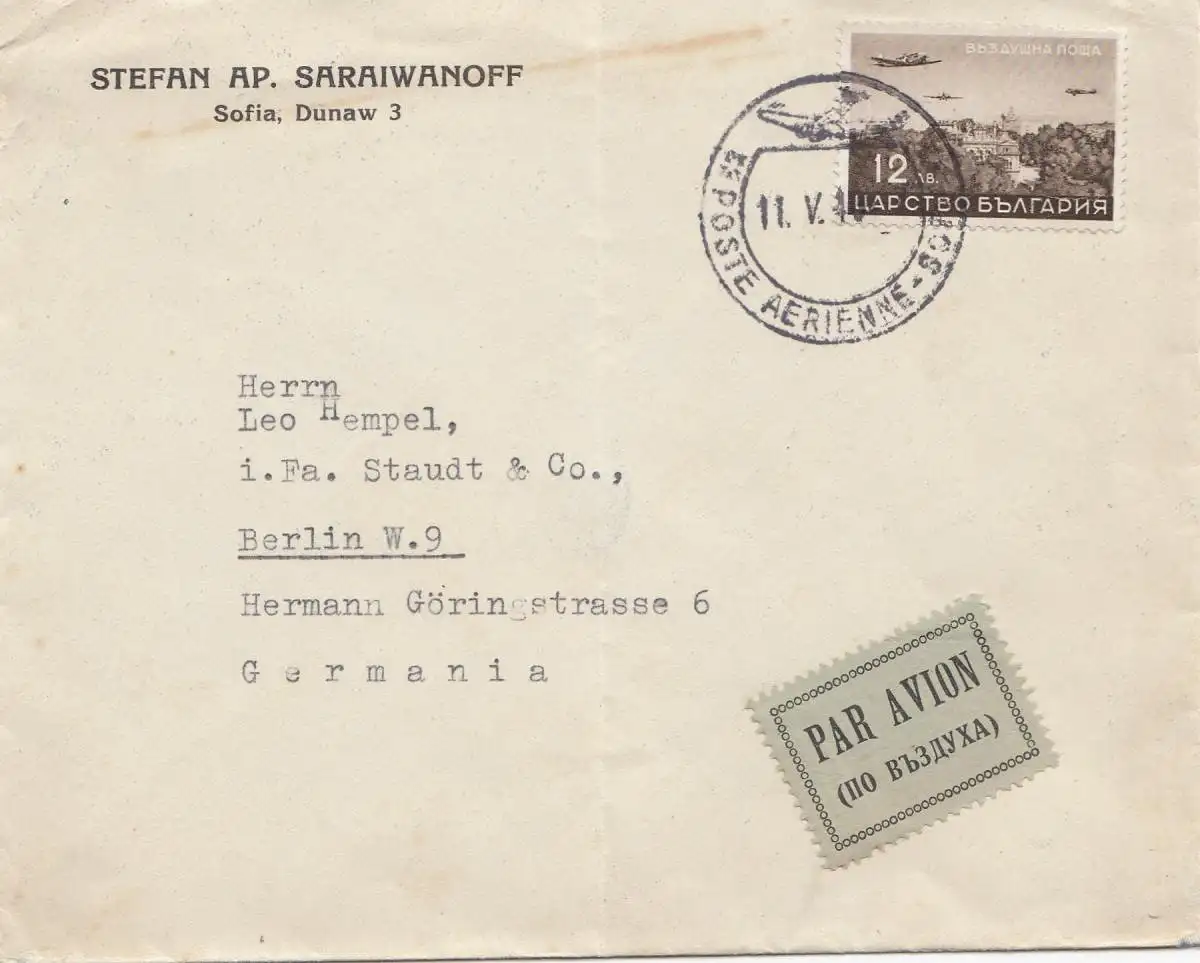 STEFAN AP. SARAIWANOFF
Sofia, Dunaw 3
ВЪЗДУШНА ПОЩА
12 ЛВ.
ЦАРСТВО БЪЛГАРИЯ
POSTE AERIENNE -
11. V.
Herrn
Leo Hempel,
i.Fa. Staudt & Co.,
Berlin W.9
Hermann Göringstrasse 6
Germania
PAR AVION
(ПО ВЪЗДУХА)